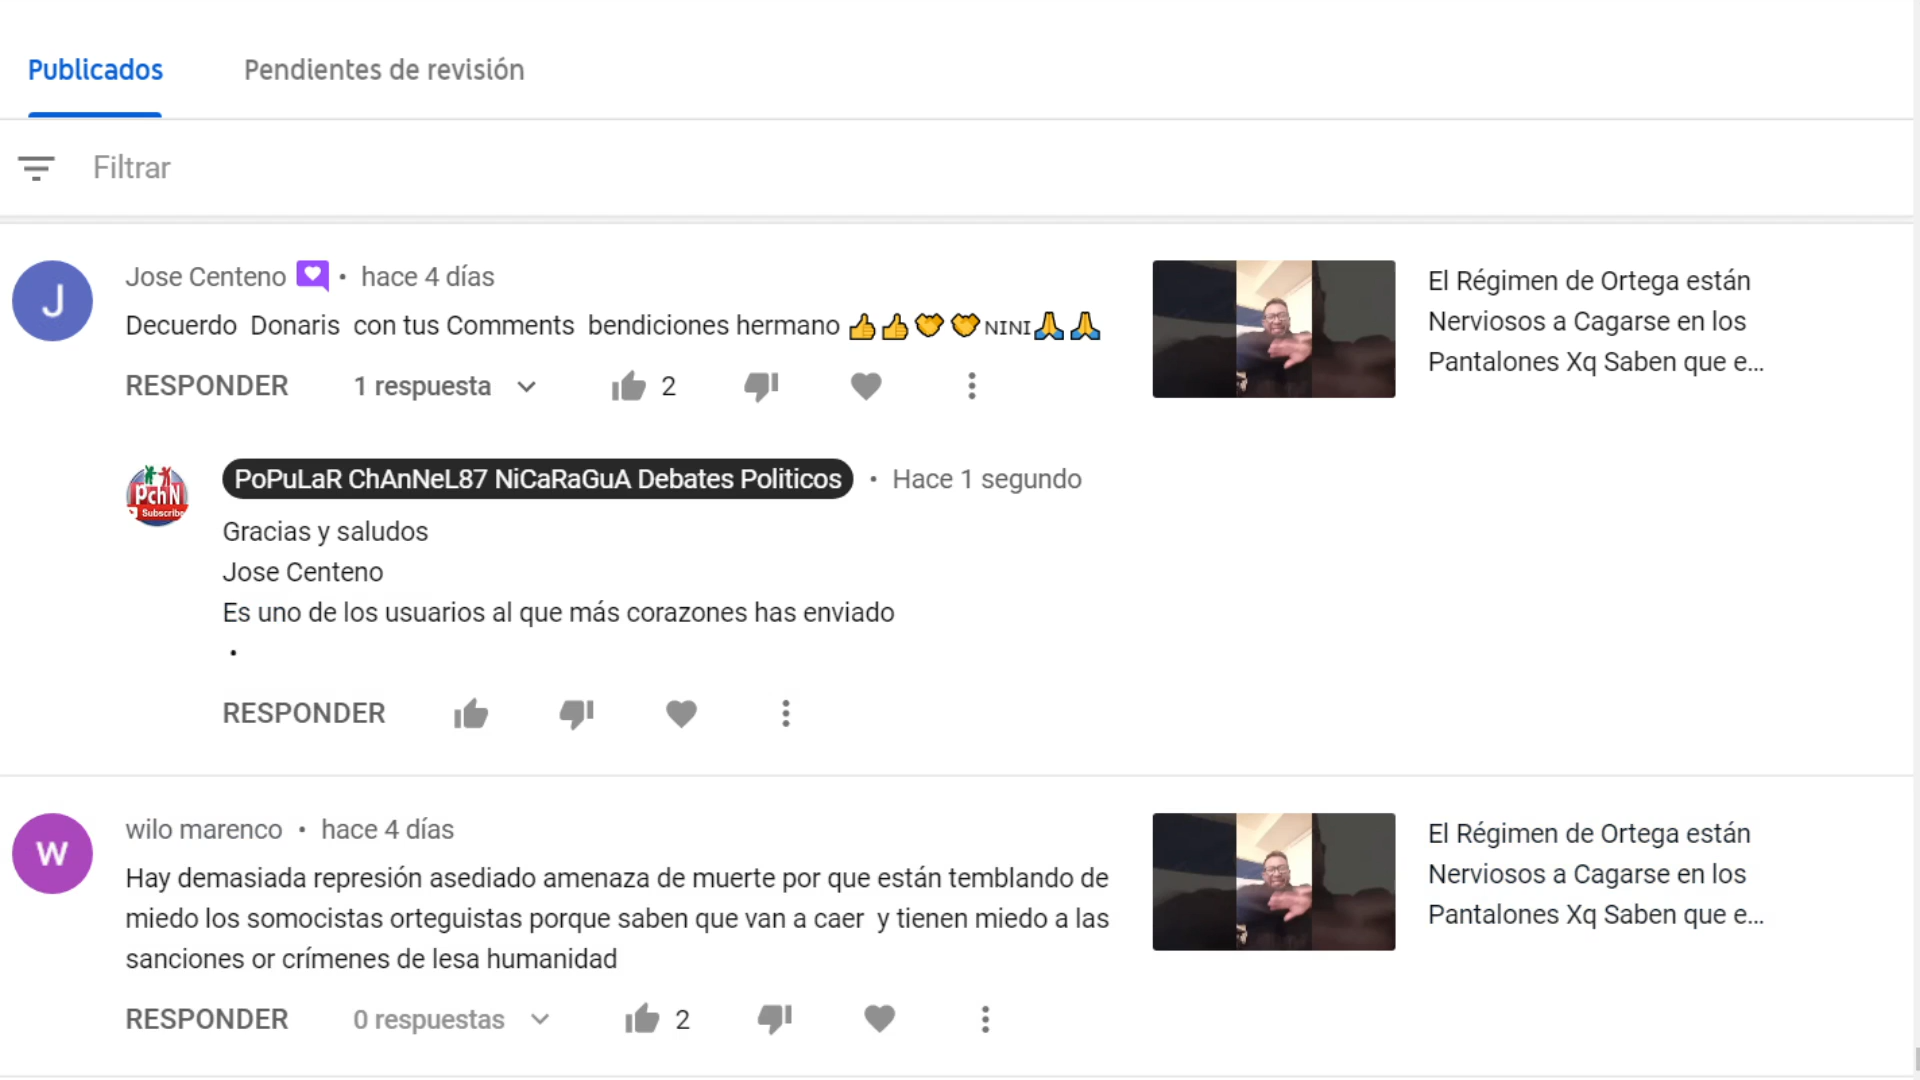 Publicados Pendientes de revisión
Filtrar
J
Jose Centeno • hace 4 días
Decuerdo Donaris con tus Comments bendiciones hermano 👍👍🤝🤝ɴɪɴɪ🙏🙏
RESPONDER 1 respuesta 2
El Régimen de Ortega están
Nerviosos a Cagarse en los
Pantalones Xq Saben que e...
PchN
Subscribe
PoPuLaR ChAnNeL87 NiCaRaGuA Debates Politicos • Hace 1 segundo
Gracias y saludos
Jose Centeno
Es uno de los usuarios al que más corazones has enviado
•
RESPONDER
W
wilo marenco • hace 4 días
Hay demasiada represión asediado amenaza de muerte por que están temblando de
miedo los somocistas orteguistas porque saben que van a caer y tienen miedo a las
sanciones or crímenes de lesa humanidad
RESPONDER 0 respuestas 2
El Régimen de Ortega están
Nerviosos a Cagarse en los
Pantalones Xq Saben que e...